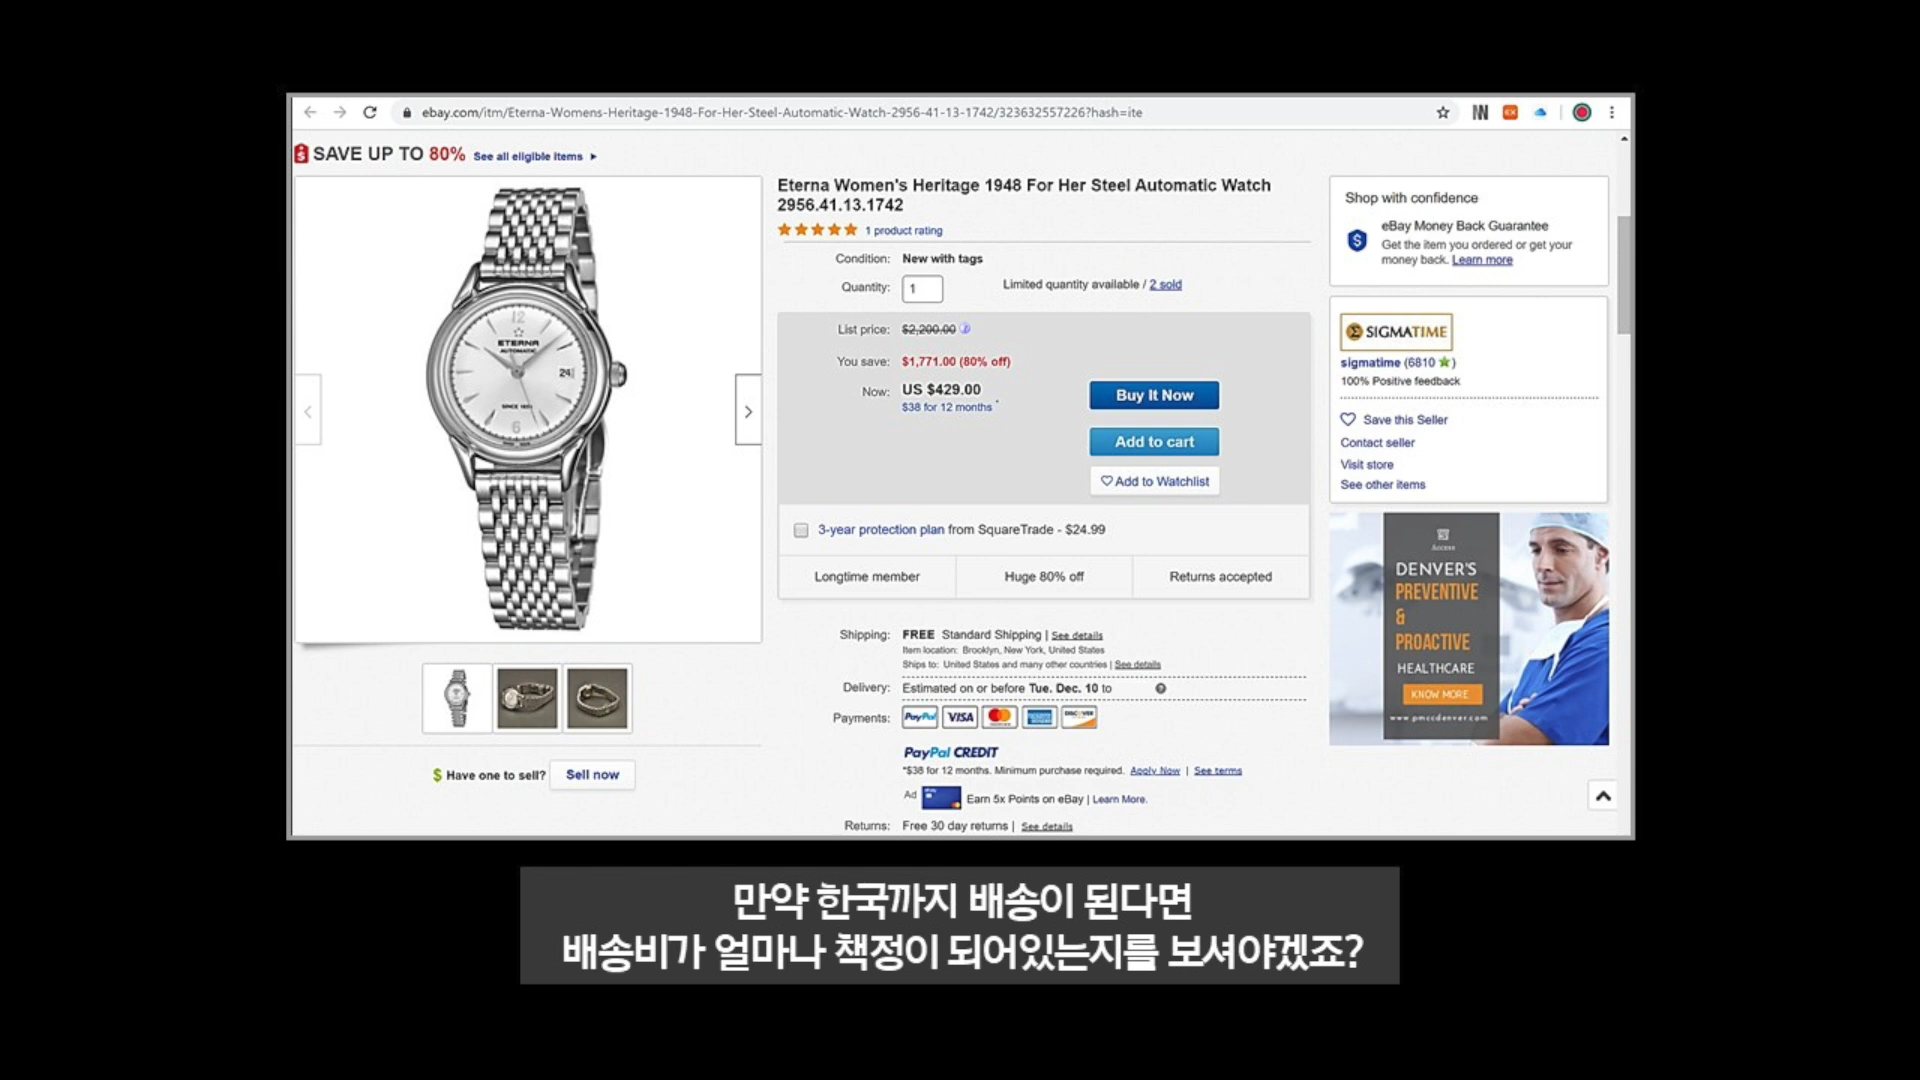 ebay.com/itm/Eterna-Womens-Heritage-1948-For-Her-Steel-Automatic-Watch-2956-41-13-1742/323632557226?hash=ite
SAVE UP TO 80% See all eligible items
Eterna Women's Heritage 1948 For Her Steel Automatic Watch
2956.41.13.1742
1 product rating
Condition: New with tags
Quantity: 1 Limited quantity available / 2 sold
List price: $2,200.00
You save: $1,771.00 (80% off)
Now: US $429.00
$38 for 12 months *
Buy It Now
Add to cart
Add to Watchlist
3-year protection plan from SquareTrade - $24.99
Longtime member Huge 80% off Returns accepted
Shipping: FREE Standard Shipping | See details
Item location: Brooklyn, New York, United States
Ships to: United States and many other countries | See details
Delivery: Estimated on or before Tue. Dec. 10 to
Payments: PayPal VISA DISCOVER
PayPal CREDIT
*$38 for 12 months. Minimum purchase required. Apply Now | See terms
Ad Earn 5x Points on eBay | Learn More.
Returns: Free 30 day returns | See details
12
ETERNA
AUTOMATIC
24
6
$ Have one to sell? Sell now
Shop with confidence
eBay Money Back Guarantee
Get the item you ordered or get your
money back. Learn more
SIGMATIME
sigmatime (6810 )
100% Positive feedback
Save this Seller
Contact seller
Visit store
See other items
Access
DENVER'S
PREVENTIVE
&
PROACTIVE
HEALTHCARE
KNOW MORE
www.pmccdenver.com
만약 한국까지 배송이 된다면
배송비가 얼마나 책정이 되어있는지를 보셔야겠죠?